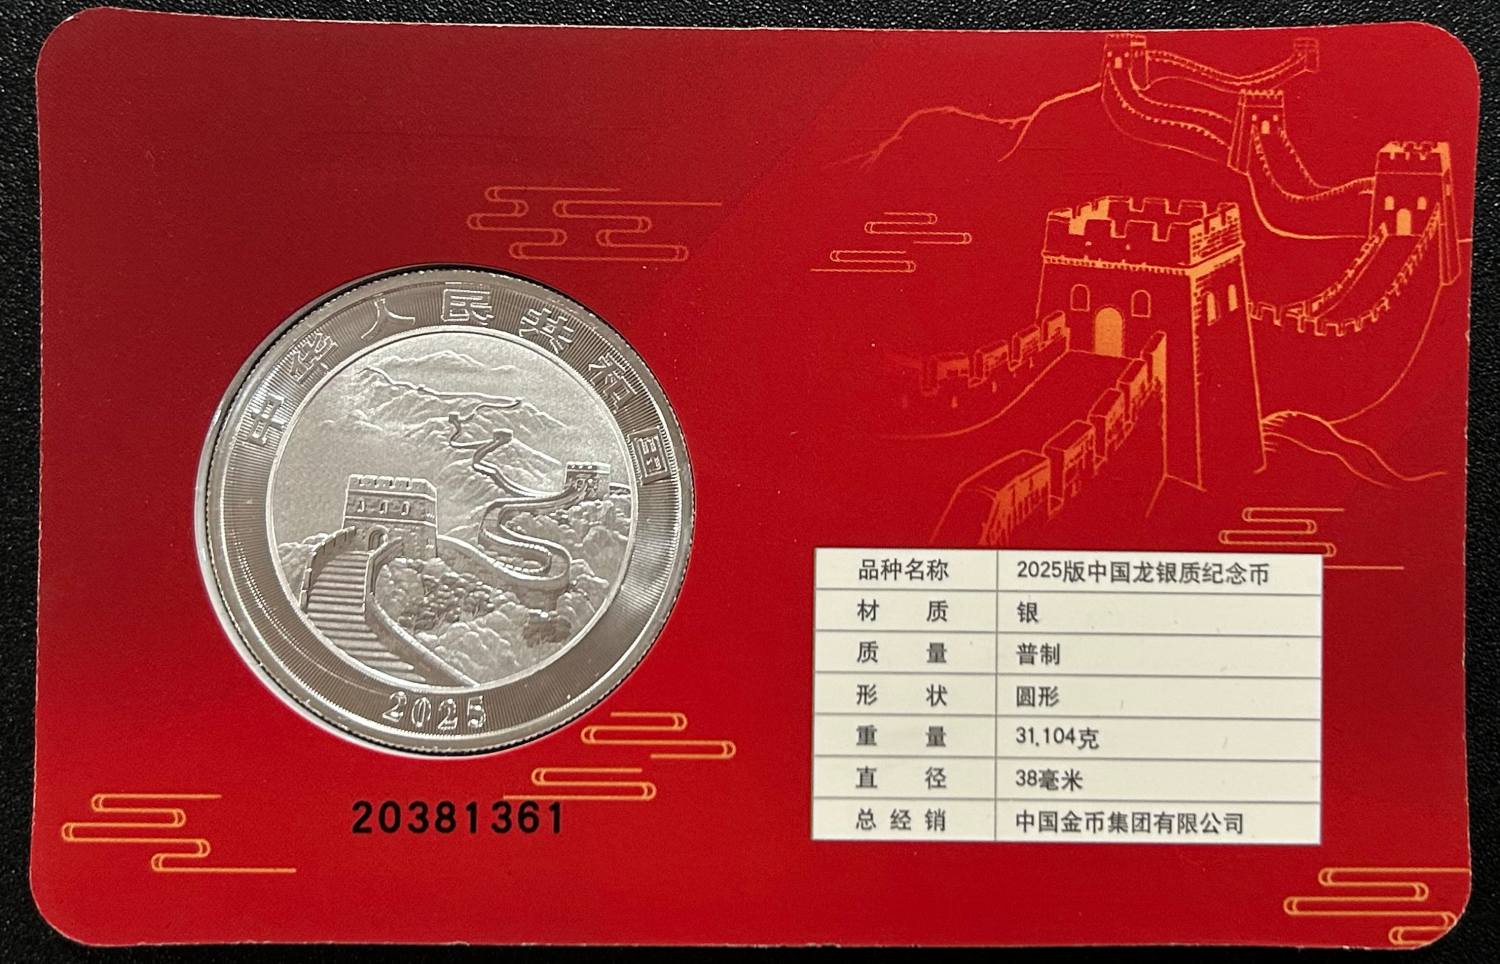 中华人民共和国
2025
20381361
品种名称 2025版中国龙银质纪念币
材质 银
质量 普制
形状 圆形
重量 31.104克
直径 38毫米
总经销 中国金币集团有限公司